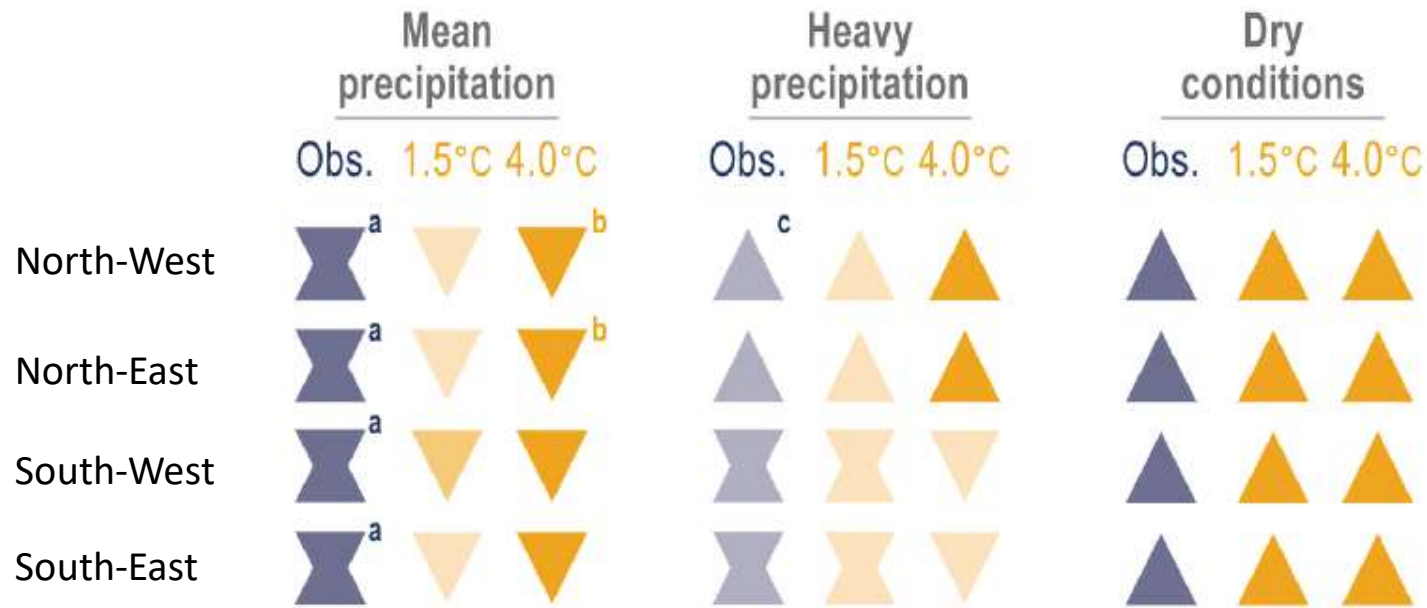 Mean
precipitation
Heavy
precipitation
Dry
conditions
Obs. 1.5°C 4.0°C
Obs. 1.5°C 4.0°C
Obs. 1.5°C 4.0°C
North-West
a
b
c
North-East
a
b
South-West
a
South-East
a